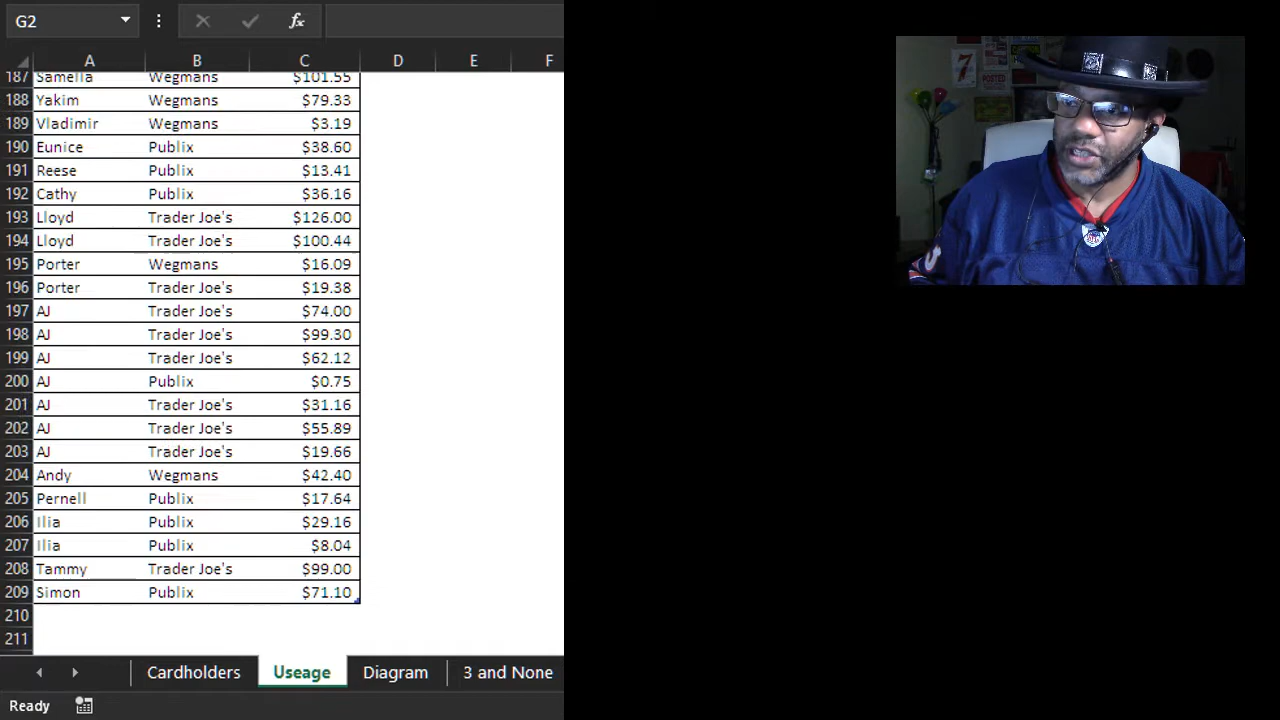 G2
fx
A B C D E F
187 Samella Wegmans $101.55
188 Yakim Wegmans $79.33
189 Vladimir Wegmans $3.19
190 Eunice Publix $38.60
191 Reese Publix $13.41
192 Cathy Publix $36.16
193 Lloyd Trader Joe's $126.00
194 Lloyd Trader Joe's $100.44
195 Porter Wegmans $16.09
196 Porter Trader Joe's $19.38
197 AJ Trader Joe's $74.00
198 AJ Trader Joe's $99.30
199 AJ Trader Joe's $62.12
200 AJ Publix $0.75
201 AJ Trader Joe's $31.16
202 AJ Trader Joe's $55.89
203 AJ Trader Joe's $19.66
204 Andy Wegmans $42.40
205 Pernell Publix $17.64
206 Ilia Publix $29.16
207 Ilia Publix $8.04
208 Tammy Trader Joe's $99.00
209 Simon Publix $71.10
210
211
Cardholders Useage Diagram 3 and None
Ready
7
POSTED